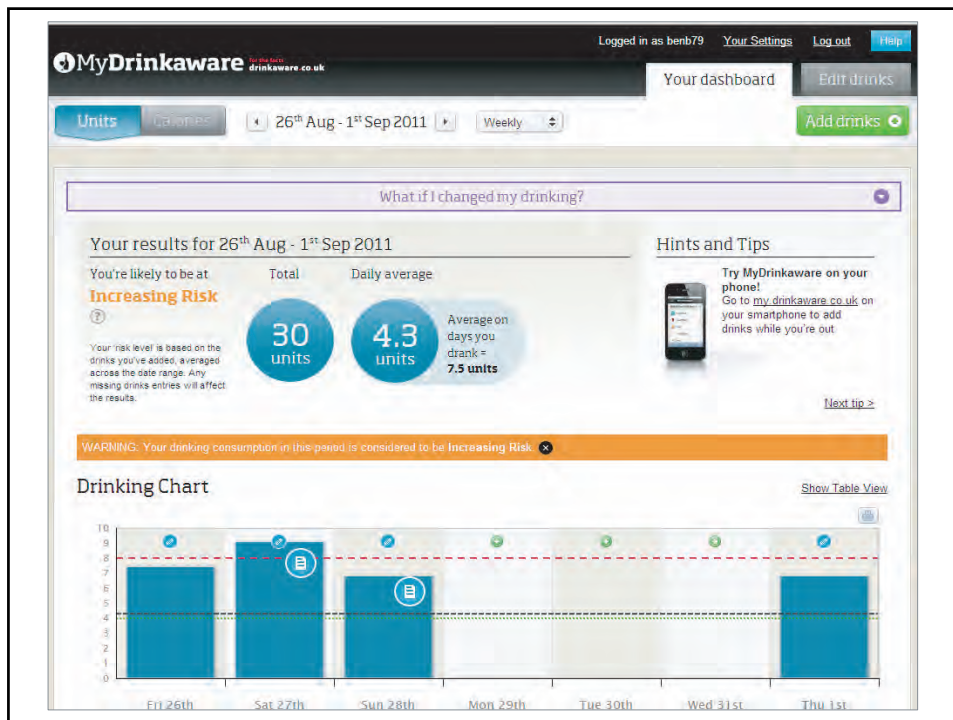 Logged in as benb79 Your Settings Log out Help
MyDrinkaware for the facts drinkaware.co.uk
Your dashboard Edit drinks
Units Calories 26th Aug - 1st Sep 2011 Weekly Add drinks
What if I changed my drinking?
Your results for 26th Aug - 1st Sep 2011
You're likely to be at
Increasing Risk
?
Your 'risk level' is based on the
drinks you've added, averaged
across the date range. Any
missing drinks entries will affect
the results.
Total
30
units
Daily average
4.3
units
Average on
days you
drank =
7.5 units
Hints and Tips
Try MyDrinkaware on your
phone!
Go to my.drinkaware.co.uk on
your smartphone to add
drinks while you're out
Next tip >
WARNING: Your drinking consumption in this period is considered to be Increasing Risk
Drinking Chart
Show Table View
10
9
8
7
6
5
4
3
2
1
0
Fri 26th Sat 27th Sun 28th Mon 29th Tue 30th Wed 31st Thu 1st